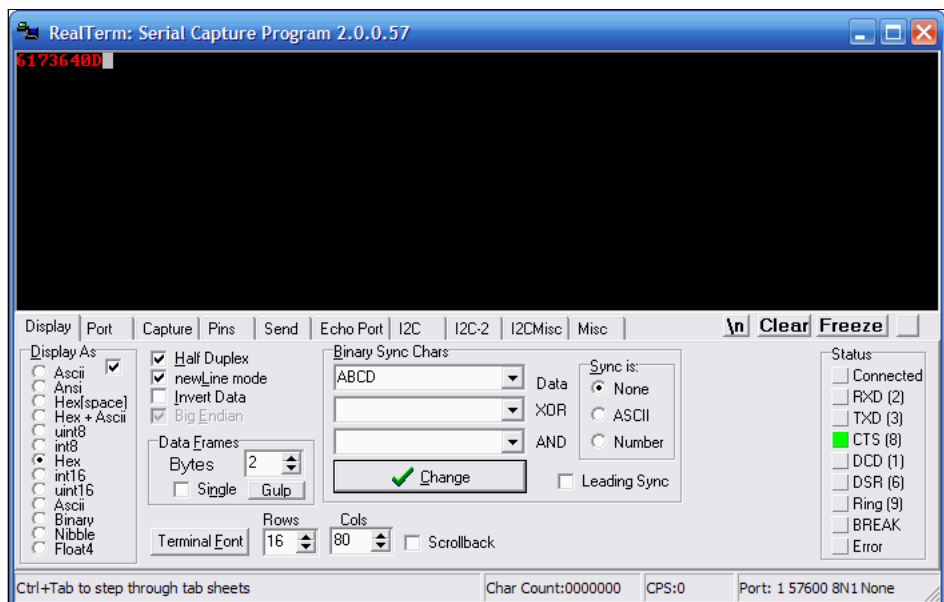 RealTerm: Serial Capture Program 2.0.0.57
6173640D
Display Port Capture Pins Send Echo Port I2C I2C-2 I2CMisc Misc \n Clear Freeze
Display As
Ascii
Ansi
Hex[space]
Hex + Ascii
uint8
int8
Hex
int16
uint16
Ascii
Binary
Nibble
Float4
Half Duplex
newLine mode
Invert Data
Big Endian
Data Frames
Bytes 2
Single Gulp
Terminal Font
Rows
16
Cols
80
Scrollback
Binary Sync Chars
ABCD Data
XOR
AND
Change
Sync is:
None
ASCII
Number
Leading Sync
Status
Connected
RXD (2)
TXD (3)
CTS (8)
DCD (1)
DSR (6)
Ring (9)
BREAK
Error
Ctrl+Tab to step through tab sheets Char Count:0000000 CPS:0 Port: 1 57600 8N1 None